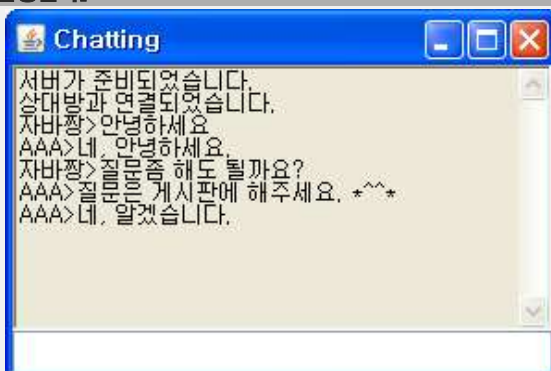 Chatting
서버가 준비되었습니다.
상대방과 연결되었습니다.
자바짱>안녕하세요
AAA>네, 안녕하세요.
자바짱>질문좀 해도 될까요?
AAA>질문은 게시판에 해주세요. *^^*
AAA>네, 알겠습니다.